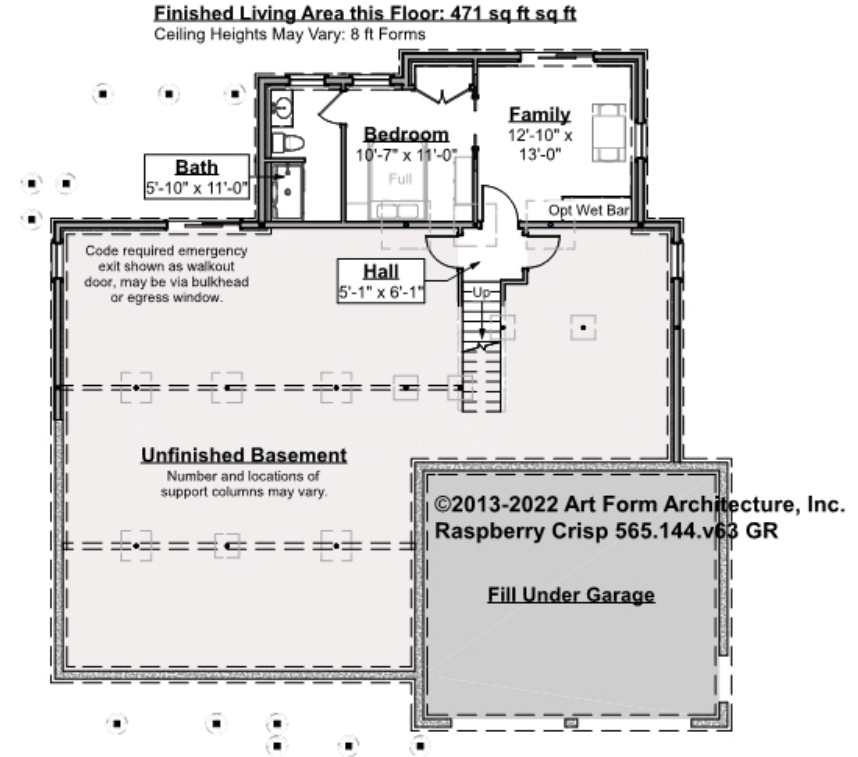 Finished Living Area this Floor: 471 sq ft sq ft
Ceiling Heights May Vary: 8 ft Forms
Family
12'-10" x
13'-0"
Bedroom
10'-7" x 11'-0"
Bath
5'-10" x 11'-0"
Full
Opt Wet Bar
Code required emergency
exit shown as walkout
door, may be via bulkhead
or egress window.
Hall
5'-1" x 6'-1"
Up
Unfinished Basement
Number and locations of
support columns may vary.
©2013-2022 Art Form Architecture, Inc.
Raspberry Crisp 565.144.v63 GR
Fill Under Garage